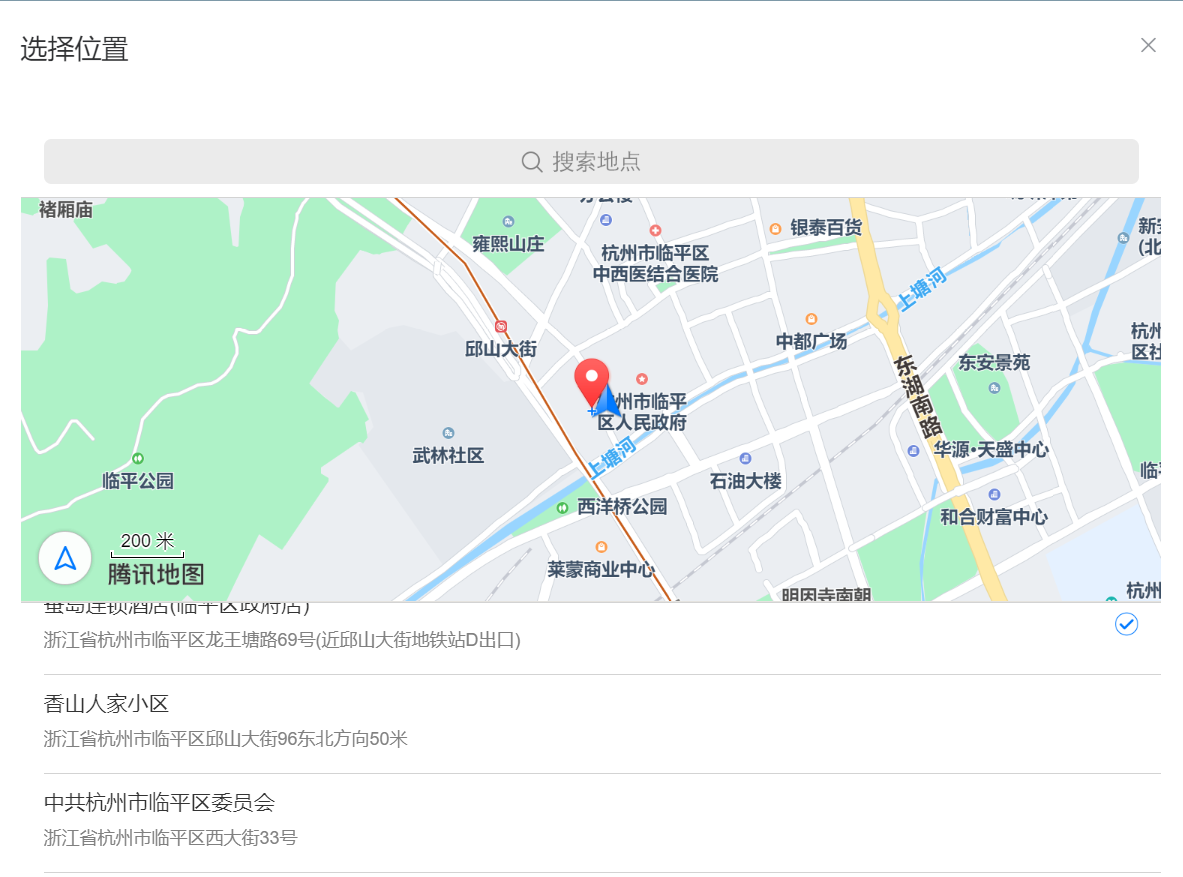 选择位置
搜索地点
褚厢庙
雍熙山庄
杭州市临平区
中西医结合医院
银泰百货
上塘河
邱山大街
中都广场
东安景苑
东湖南路
州市临平
区人民政府
武林社区
上塘河
华源·天盛中心
临平公园
石油大楼
西洋桥公园
和合财富中心
莱蒙商业中心
200 米
腾讯地图
明因寺南朝
杭州
区社
杭州
连锁酒店(临平区政府店)
浙江省杭州市临平区龙王塘路69号(近邱山大街地铁站D出口)
香山人家小区
浙江省杭州市临平区邱山大街96东北方向50米
中共杭州市临平区委员会
浙江省杭州市临平区西大街33号